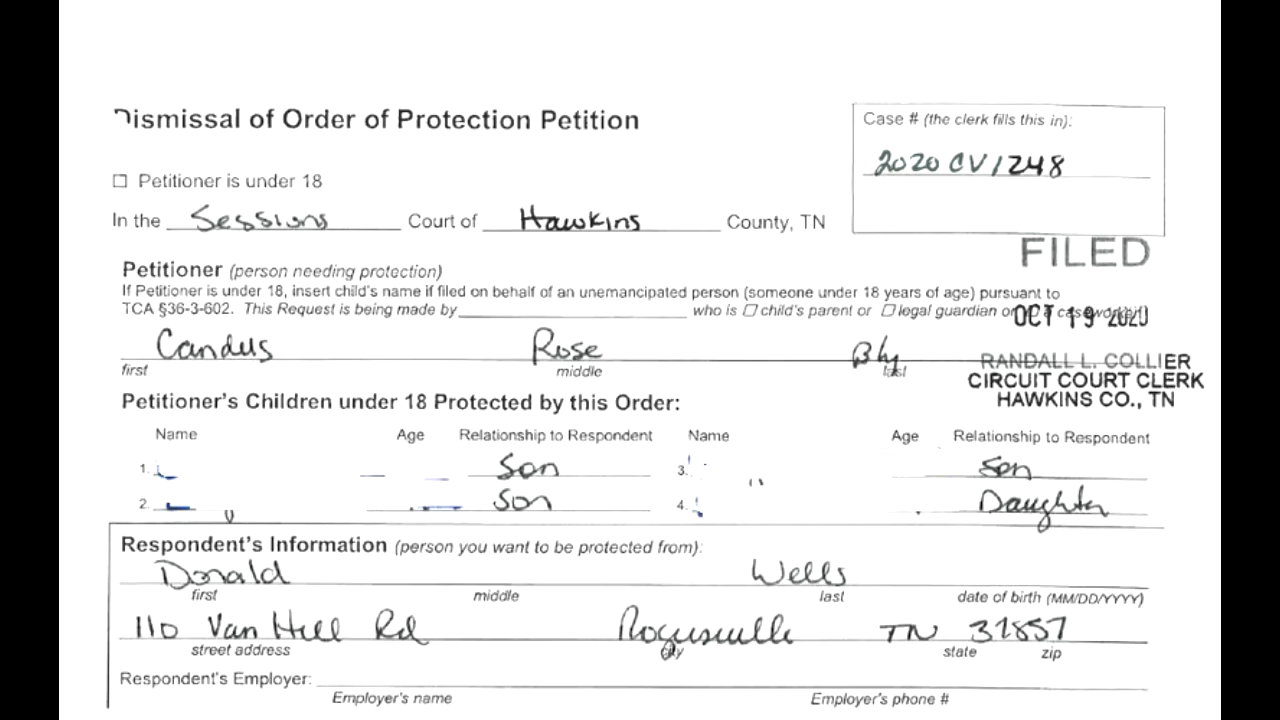 Dismissal of Order of Protection Petition
Case # (the clerk fills this in):
2020 CV 1248
☐ Petitioner is under 18
In the Sessions Court of Hawkins County, TN
FILED
Petitioner (person needing protection)
If Petitioner is under 18, insert child's name if filed on behalf of an unemancipated person (someone under 18 years of age) pursuant to
TCA §36-3-602. This Request is being made by who is ☐ child's parent or ☐ legal guardian or ☐ a caseworker
OCT 19 2020
Candus Rose Bly
first middle last
RANDALL L. COLLIER
CIRCUIT COURT CLERK
HAWKINS CO., TN
Petitioner's Children under 18 Protected by this Order:
Name Age Relationship to Respondent Name Age Relationship to Respondent
1. Son 3. Son
2. Son 4. Daughter
Respondent's Information (person you want to be protected from):
Donald Wells
first middle last date of birth (MM/DD/YYYY)
110 Van Hill Rd TN 37857
street address city state zip
Respondent's Employer:
Employer's name Employer's phone #